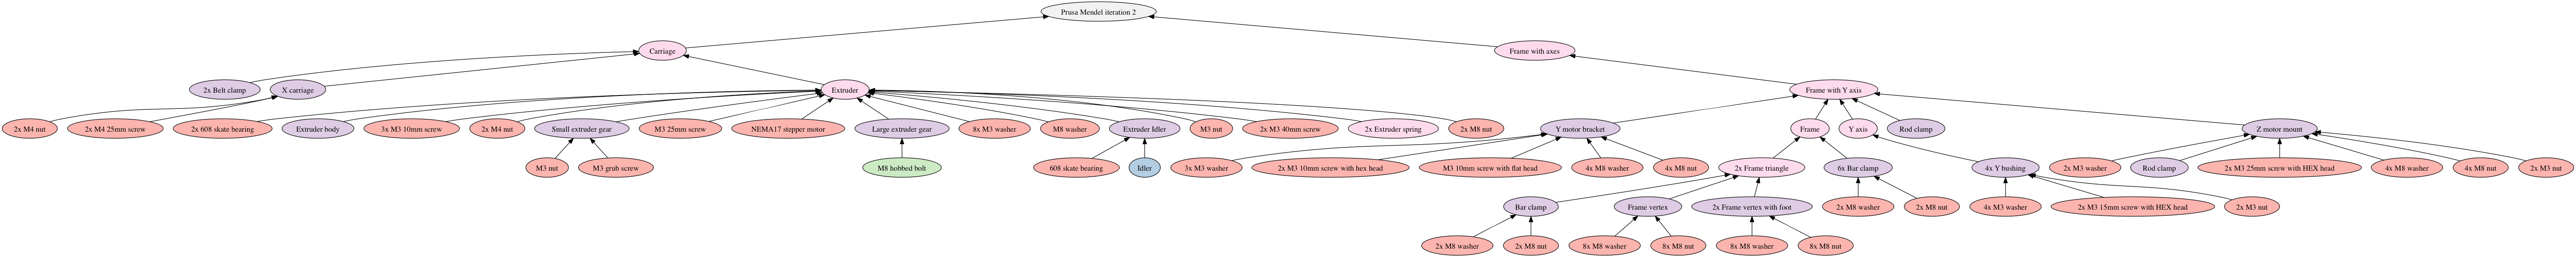 Prusa Mendel iteration 2
Carriage
Frame with axes
2x Belt clamp
X carriage
Extruder
Frame with Y axis
2x M4 nut
2x M4 25mm screw
2x 608 skate bearing
Extruder body
3x M3 10mm screw
2x M4 nut
Small extruder gear
M3 25mm screw
NEMA17 stepper motor
Large extruder gear
8x M3 washer
M8 washer
Extruder Idler
M3 nut
2x M3 40mm screw
2x Extruder spring
2x M8 nut
Y motor bracket
Frame
Y axis
Rod clamp
Z motor mount
M3 nut
M3 grub screw
M8 hobbed bolt
608 skate bearing
Idler
3x M3 washer
2x M3 10mm screw with hex head
M3 10mm screw with flat head
4x M8 washer
4x M8 nut
2x Frame triangle
6x Bar clamp
4x Y bushing
2x M3 washer
Rod clamp
2x M3 25mm screw with HEX head
4x M8 washer
4x M8 nut
2x M3 nut
Bar clamp
Frame vertex
2x Frame vertex with foot
2x M8 washer
2x M8 nut
4x M3 washer
2x M3 15mm screw with HEX head
2x M3 nut
2x M8 washer
2x M8 nut
8x M8 washer
8x M8 nut
8x M8 washer
8x M8 nut